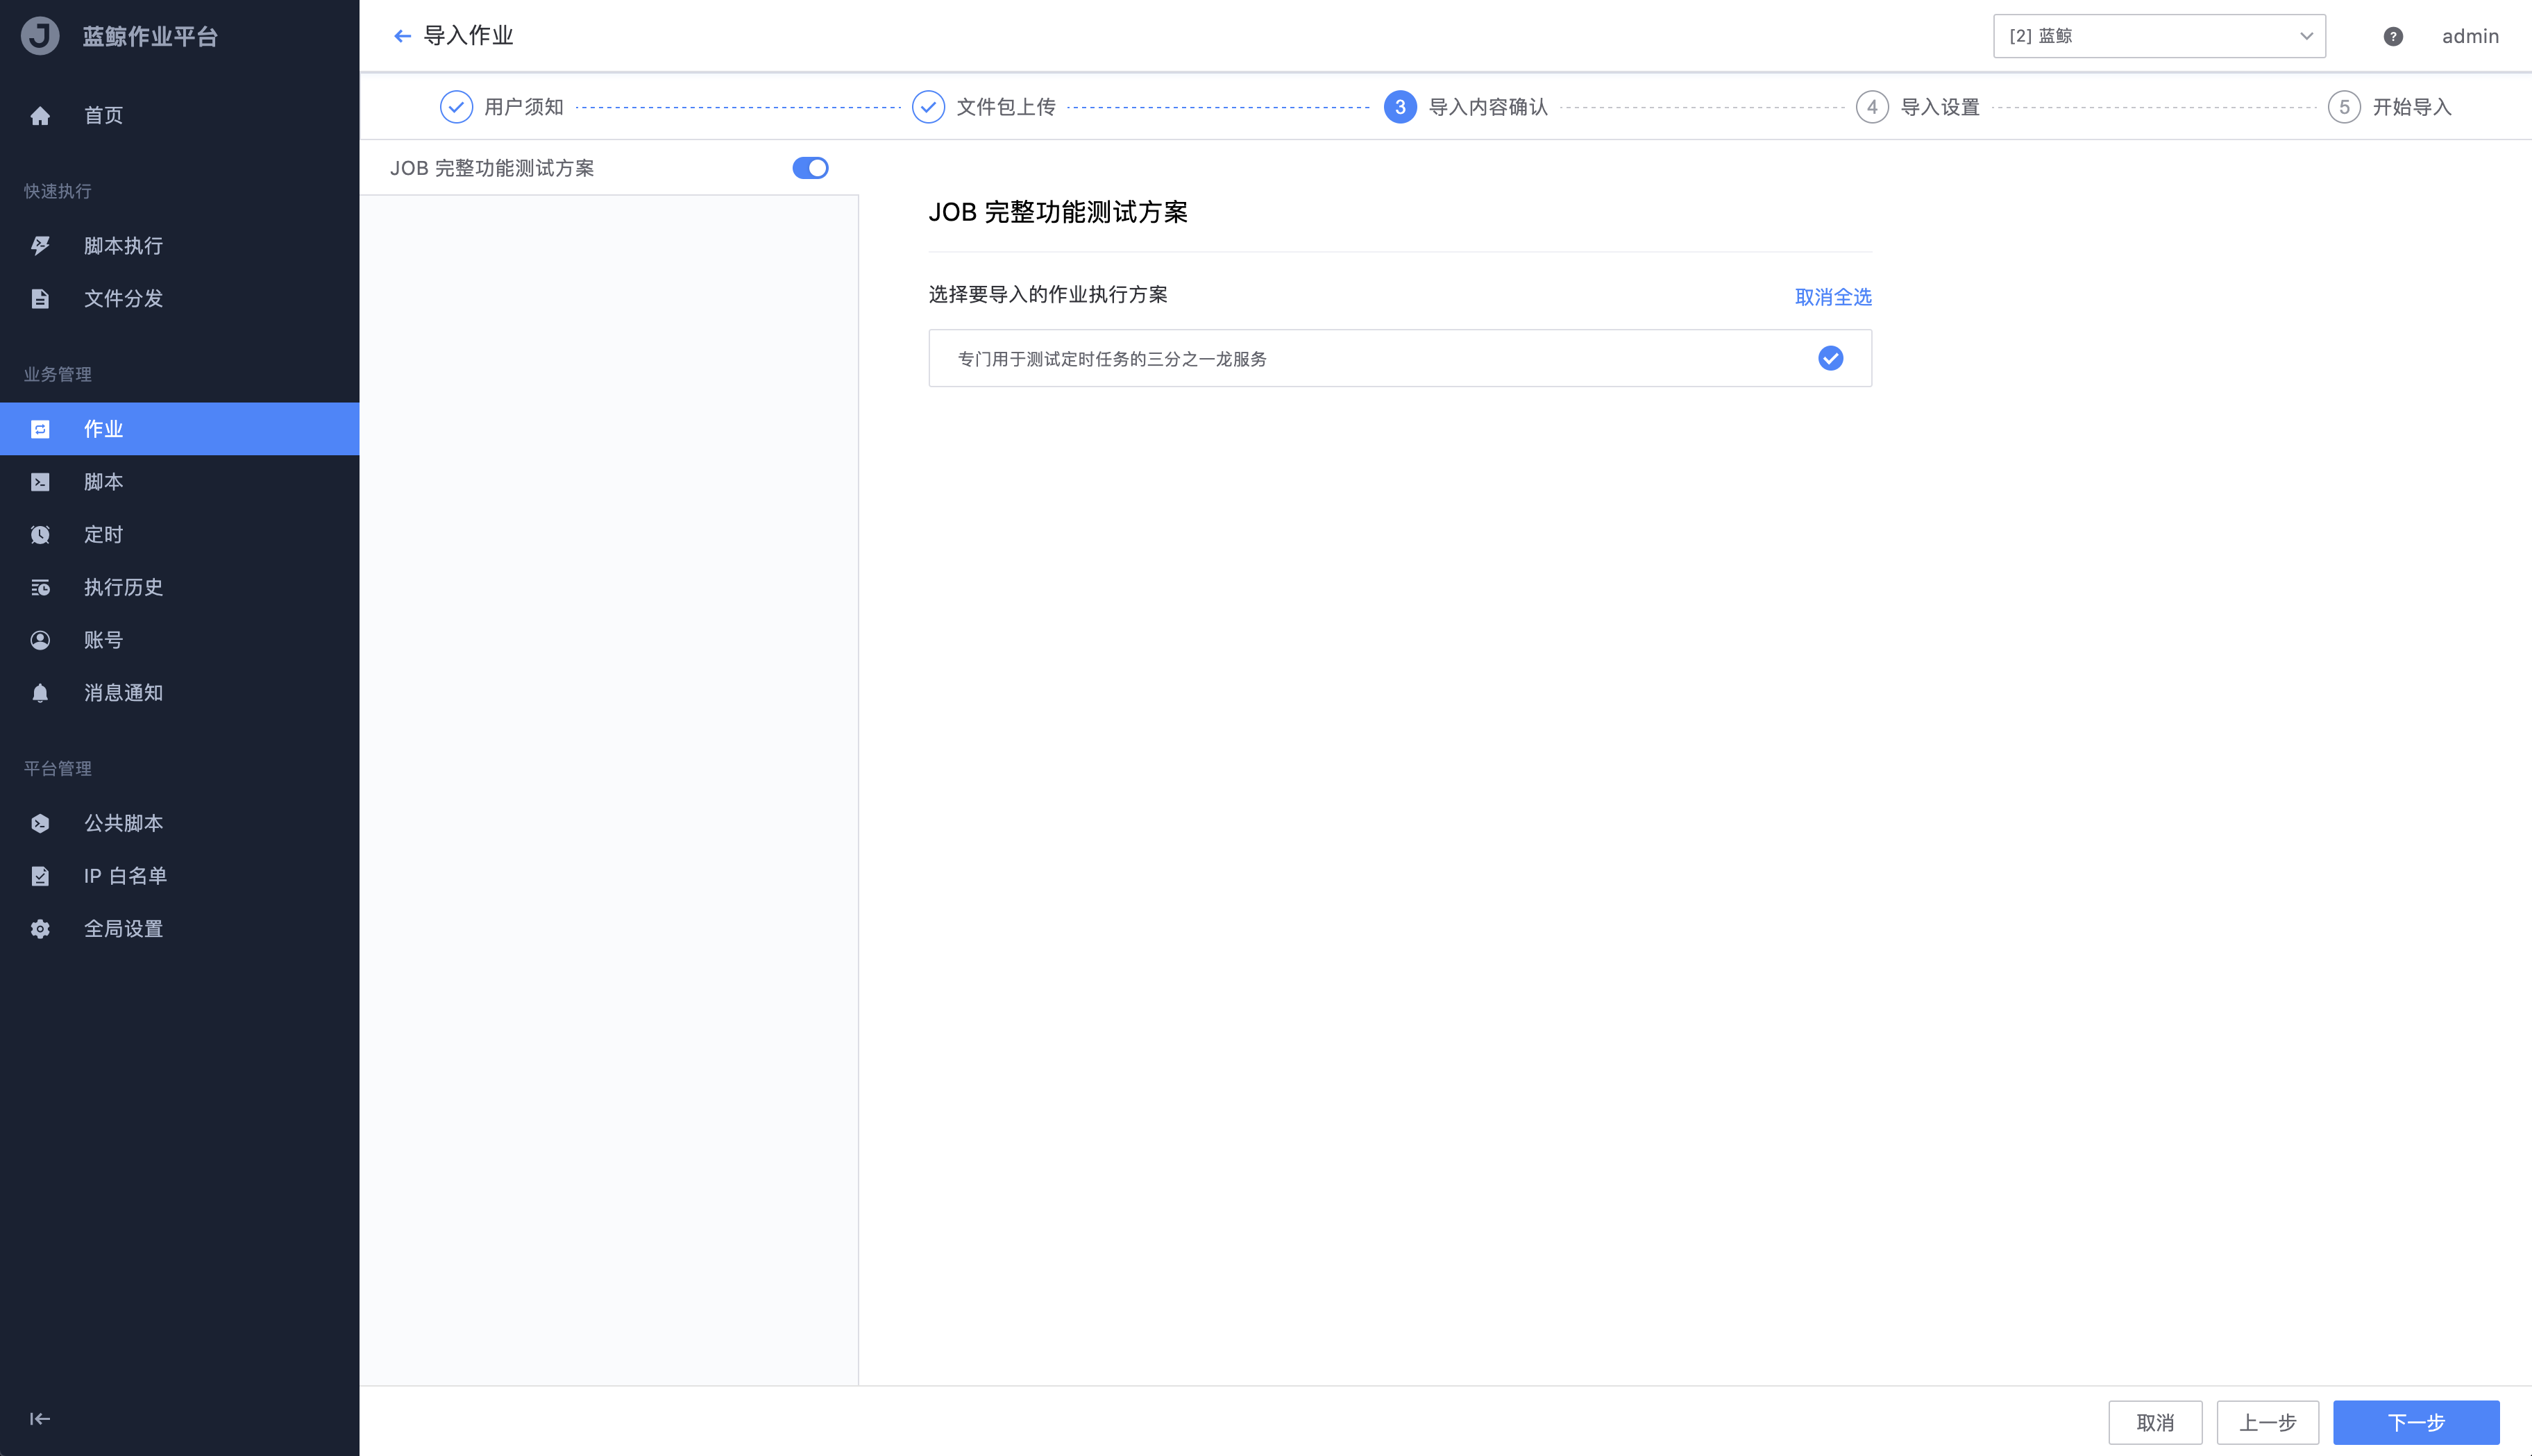 蓝鲸作业平台
首页
快速执行
脚本执行
文件分发
业务管理
作业
脚本
定时
执行历史
账号
消息通知
平台管理
公共脚本
IP 白名单
全局设置
导入作业
[2] 蓝鲸
? admin
用户须知
文件包上传
3 导入内容确认
4 导入设置
5 开始导入
JOB 完整功能测试方案
JOB 完整功能测试方案
选择要导入的作业执行方案
取消全选
专门用于测试定时任务的三分之一龙服务
取消
上一步
下一步